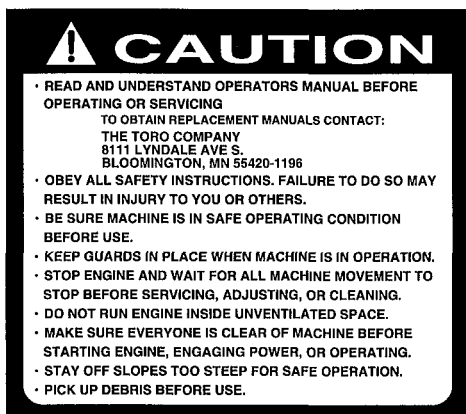 CAUTION
· READ AND UNDERSTAND OPERATORS MANUAL BEFORE
OPERATING OR SERVICING
TO OBTAIN REPLACEMENT MANUALS CONTACT:
THE TORO COMPANY
8111 LYNDALE AVE S.
BLOOMINGTON, MN 55420-1196
· OBEY ALL SAFETY INSTRUCTIONS. FAILURE TO DO SO MAY
RESULT IN INJURY TO YOU OR OTHERS.
· BE SURE MACHINE IS IN SAFE OPERATING CONDITION
BEFORE USE.
· KEEP GUARDS IN PLACE WHEN MACHINE IS IN OPERATION.
· STOP ENGINE AND WAIT FOR ALL MACHINE MOVEMENT TO
STOP BEFORE SERVICING, ADJUSTING, OR CLEANING.
· DO NOT RUN ENGINE INSIDE UNVENTILATED SPACE.
· MAKE SURE EVERYONE IS CLEAR OF MACHINE BEFORE
STARTING ENGINE, ENGAGING POWER, OR OPERATING.
· STAY OFF SLOPES TOO STEEP FOR SAFE OPERATION.
· PICK UP DEBRIS BEFORE USE.